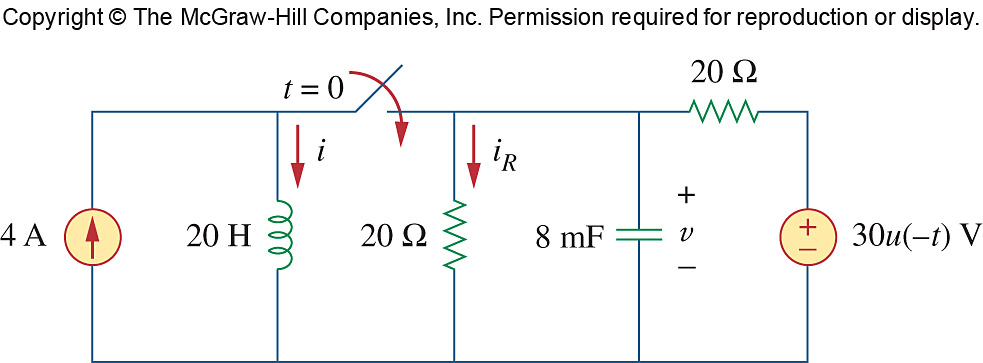 Copyright © The McGraw-Hill Companies, Inc. Permission required for reproduction or display.
20 Ω
t = 0
i
i_R
4 A
20 H
20 Ω
8 mF
+
v
–
+
–
30u(–t) V